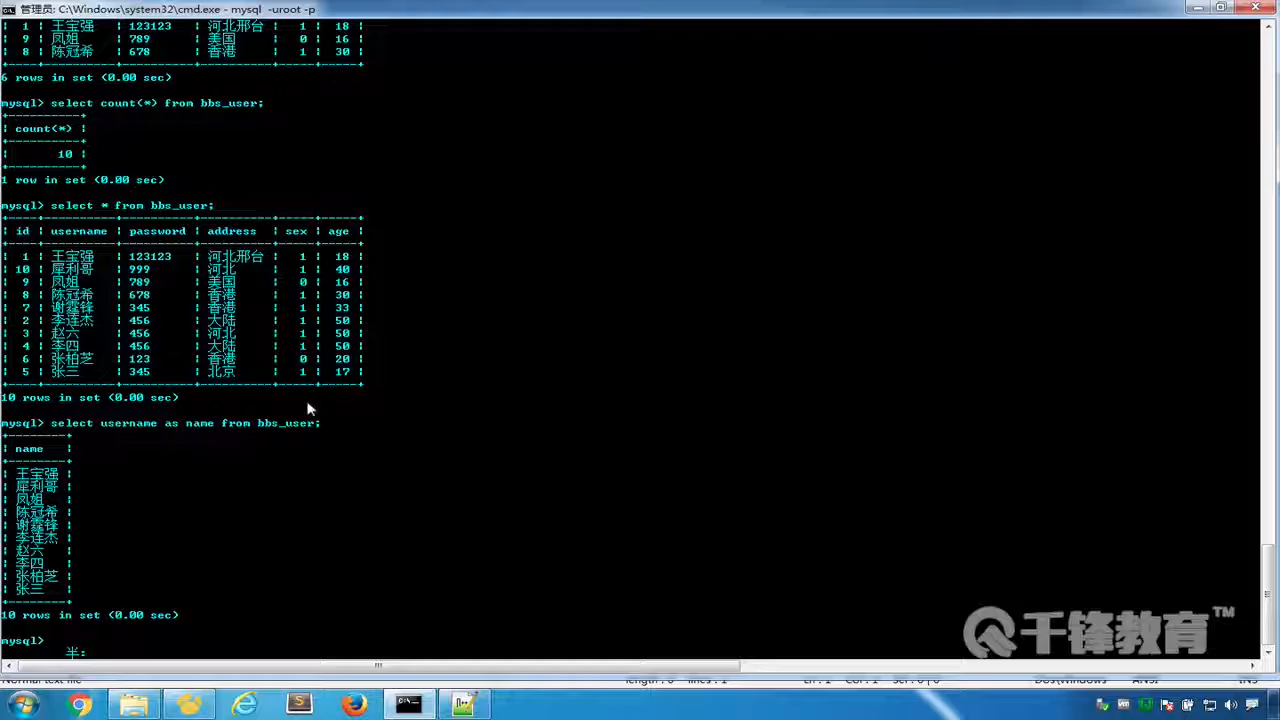 管理员: C:\Windows\system32\cmd.exe - mysql -uroot -p
| 1 | 王宝强 | 123123 | 河北邢台 | 1 | 18 |
| 9 | 凤姐 | 789 | 美国 | 0 | 16 |
| 8 | 陈冠希 | 678 | 香港 | 1 | 30 |
+----+----------+----------+----------+-----+-----+
6 rows in set (0.00 sec)
mysql> select count(*) from bbs_user;
+----------+
| count(*) |
+----------+
| 10 |
+----------+
1 row in set (0.00 sec)
mysql> select * from bbs_user;
+----+----------+----------+----------+-----+-----+
| id | username | password | address | sex | age |
+----+----------+----------+----------+-----+-----+
| 1 | 王宝强 | 123123 | 河北邢台 | 1 | 18 |
| 10 | 犀利哥 | 999 | 河北 | 1 | 40 |
| 9 | 凤姐 | 789 | 美国 | 0 | 16 |
| 8 | 陈冠希 | 678 | 香港 | 1 | 30 |
| 7 | 谢霆锋 | 345 | 香港 | 1 | 33 |
| 2 | 李连杰 | 456 | 大陆 | 1 | 50 |
| 3 | 赵六 | 456 | 河北 | 1 | 50 |
| 4 | 李四 | 456 | 大陆 | 1 | 50 |
| 6 | 张柏芝 | 123 | 香港 | 0 | 20 |
| 5 | 张三 | 345 | 北京 | 1 | 17 |
+----+----------+----------+----------+-----+-----+
10 rows in set (0.00 sec)
mysql> select username as name from bbs_user;
+--------+
| name |
+--------+
| 王宝强 |
| 犀利哥 |
| 凤姐 |
| 陈冠希 |
| 谢霆锋 |
| 李连杰 |
| 赵六 |
| 李四 |
| 张柏芝 |
| 张三 |
+--------+
10 rows in set (0.00 sec)
mysql>
半:
千锋教育™